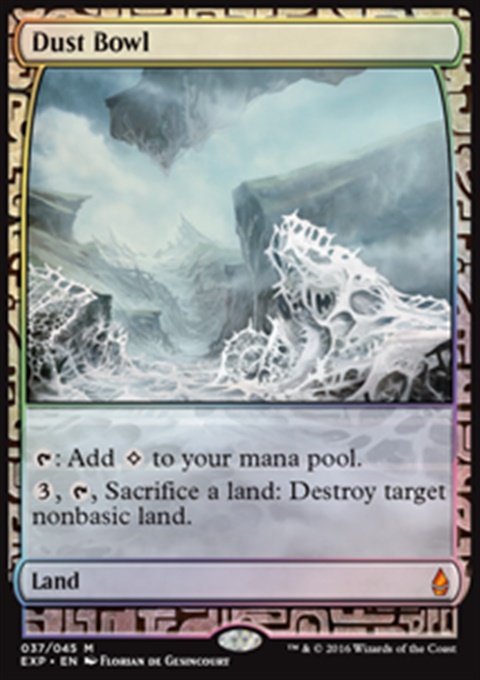 Dust Bowl
: Add to your mana pool.
3, , Sacrifice a land: Destroy target
nonbasic land.
Land
037/045 M
EXP • EN Florian de Gesincourt
™ & © 2016 Wizards of the Coast